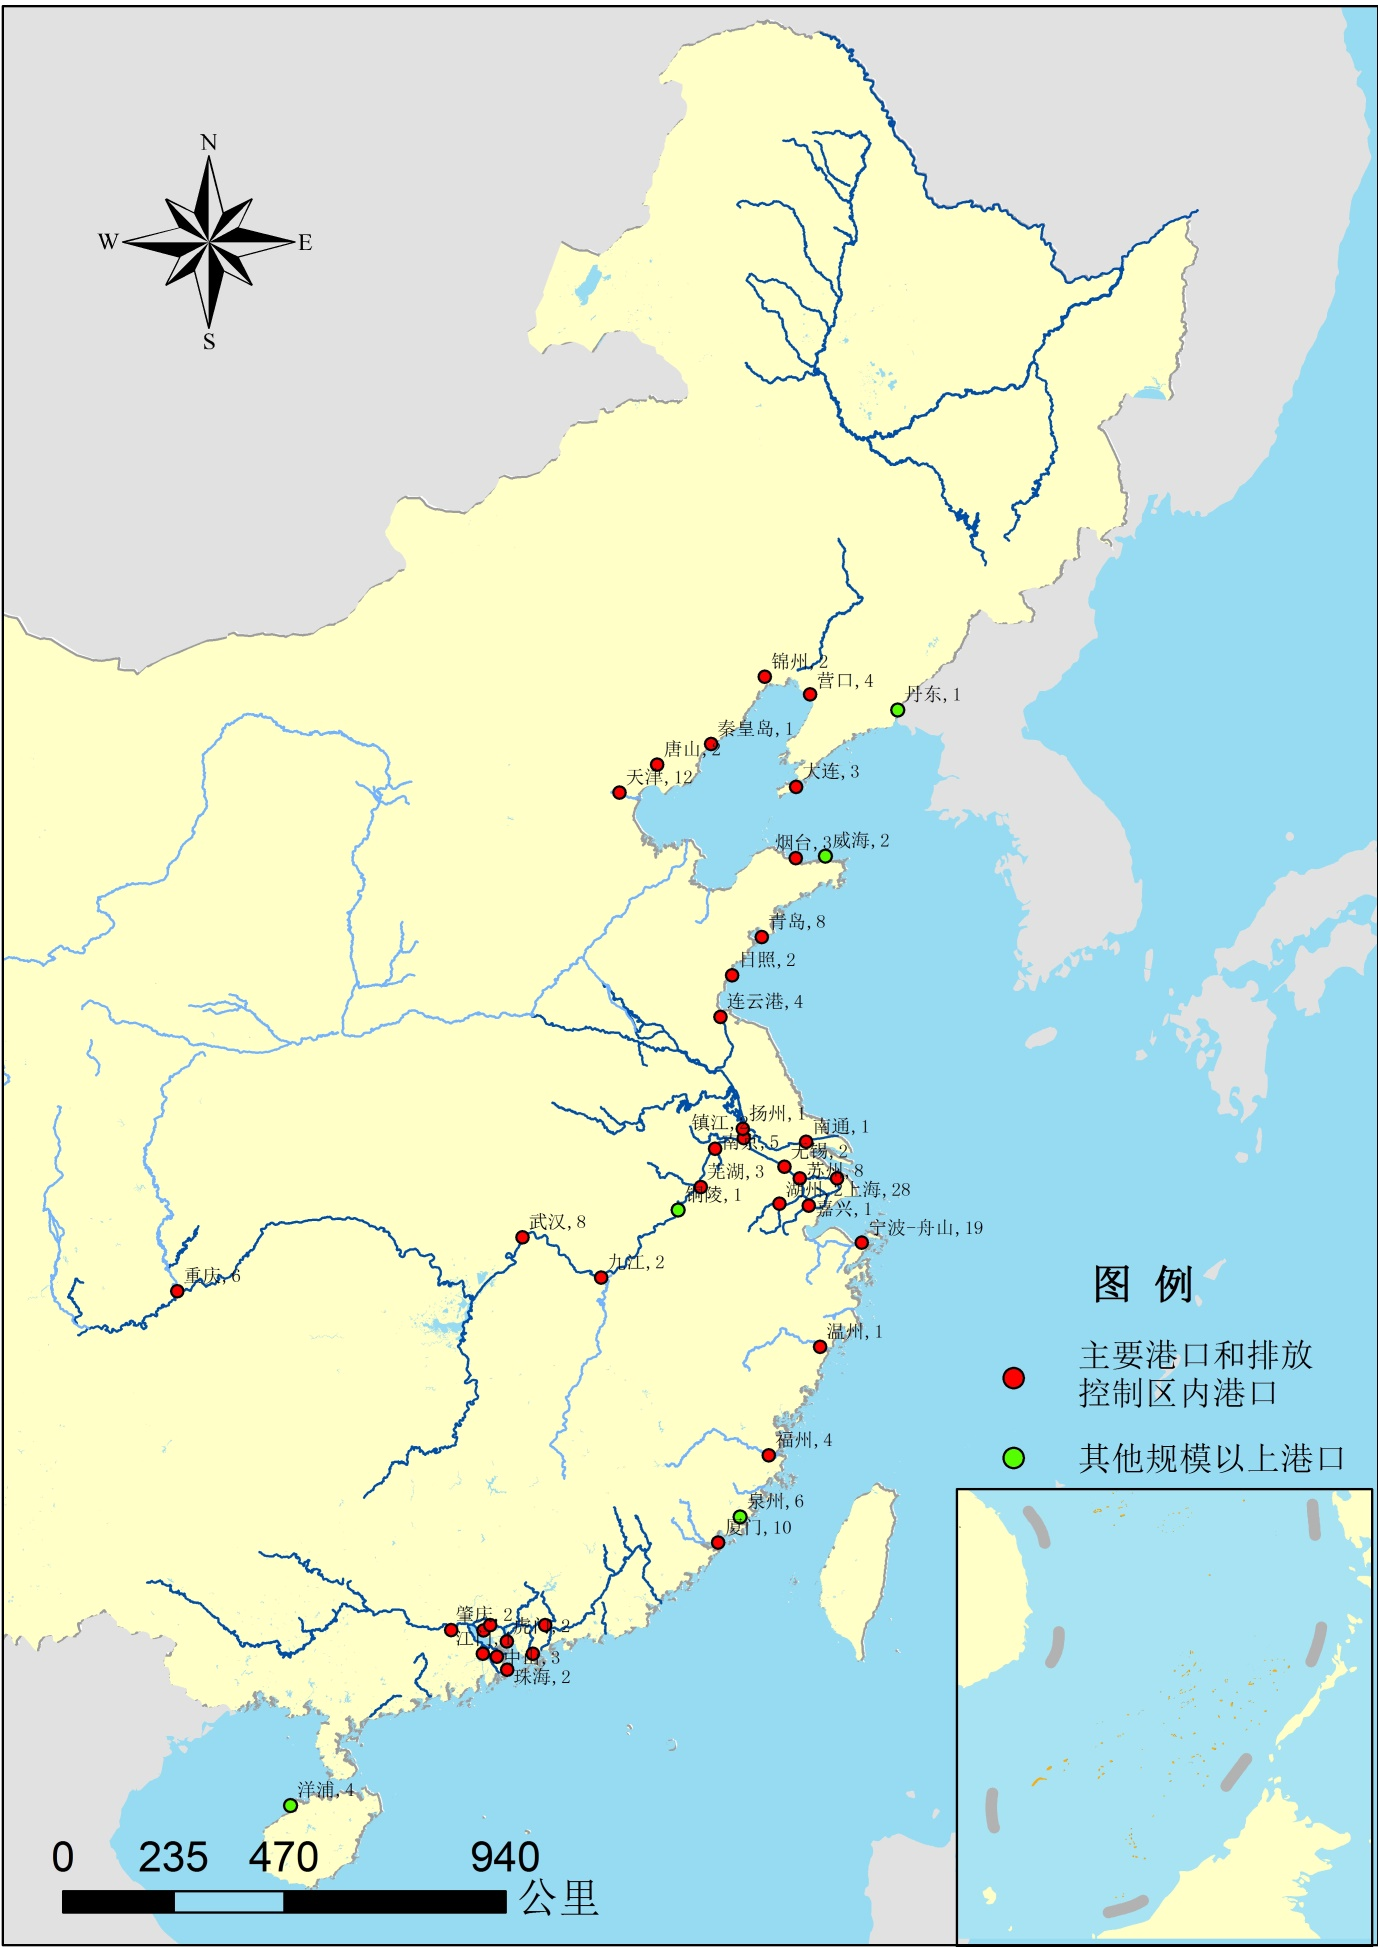 N
W
E
S
锦州,2
营口,4
丹东,1
秦皇岛,1
唐山,2
天津,12
大连,3
烟台,3
威海,2
青岛,8
日照,2
连云港,4
扬州,1
镇江,
南通,1
南京,5
无锡,2
芜湖,3
苏州,8
铜陵,1
湖州,2
上海,28
嘉兴,1
武汉,8
宁波-舟山,19
九江,2
重庆,6
温州,1
福州,4
泉州,6
厦门,10
肇庆,2
虎门,2
江门,
中山,3
珠海,2
洋浦,4
图 例
主要港口和排放
控制区内港口
其他规模以上港口
0 235 470 940
公里